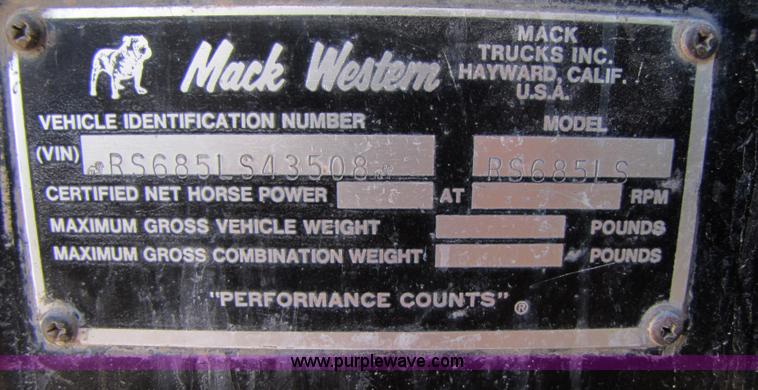 Mack Western
MACK
TRUCKS INC.
HAYWARD, CALIF.
U.S.A.
VEHICLE IDENTIFICATION NUMBER
MODEL
(VIN) RS685LS43508 RS685LS
CERTIFIED NET HORSE POWER AT RPM
MAXIMUM GROSS VEHICLE WEIGHT POUNDS
MAXIMUM GROSS COMBINATION WEIGHT POUNDS
"PERFORMANCE COUNTS" ®
www.purplewave.com